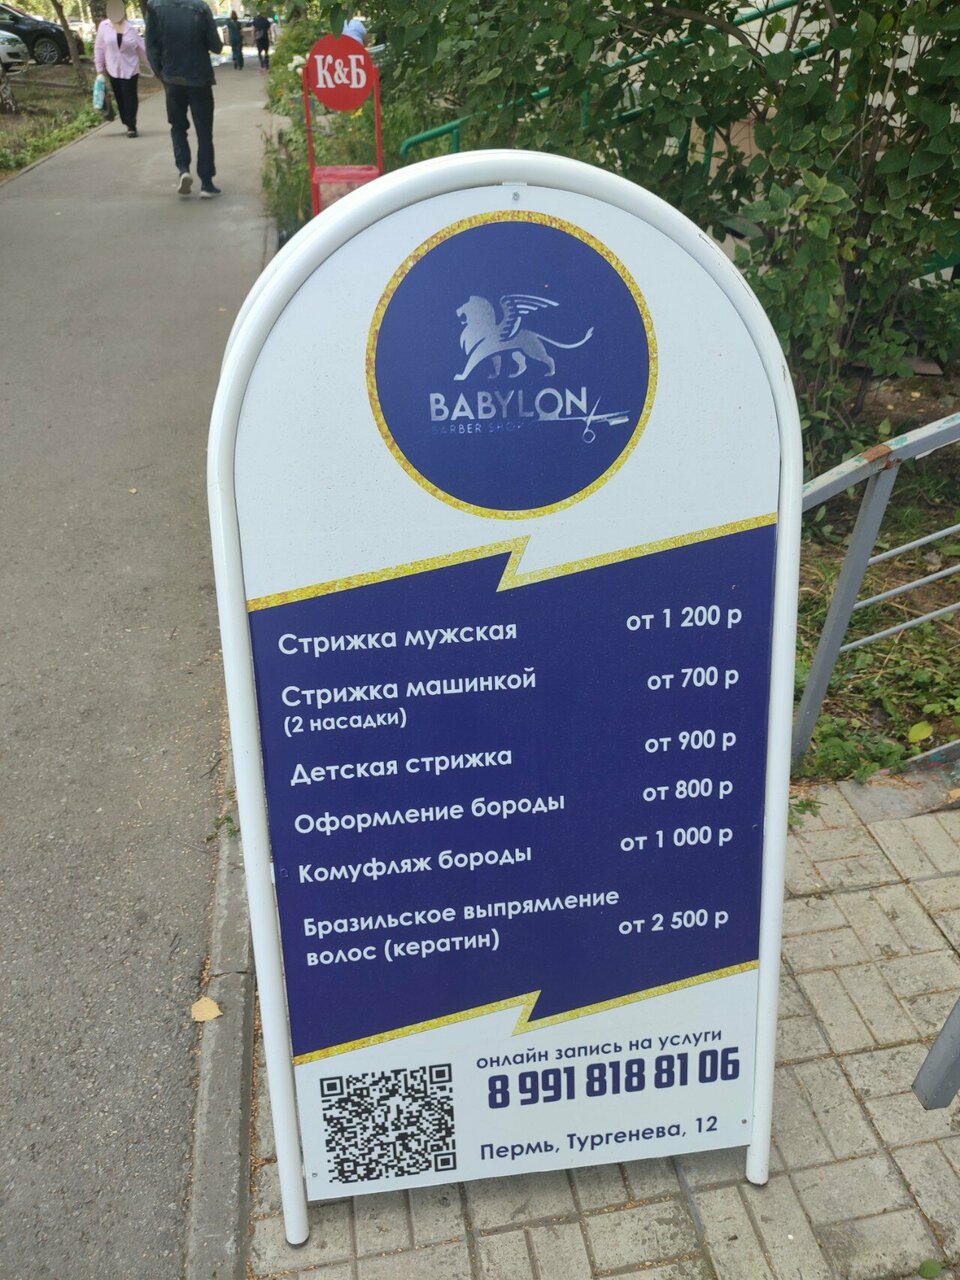 К&Б
BABYLON
BARBER SHOP
Стрижка мужская от 1 200 р
Стрижка машинкой от 700 р
(2 насадки)
Детская стрижка от 900 р
Оформление бороды от 800 р
Комуфляж бороды от 1 000 р
Бразильское выпрямление
волос (кератин) от 2 500 р
онлайн запись на услуги
8 991 818 81 06
Пермь, Тургенева, 12